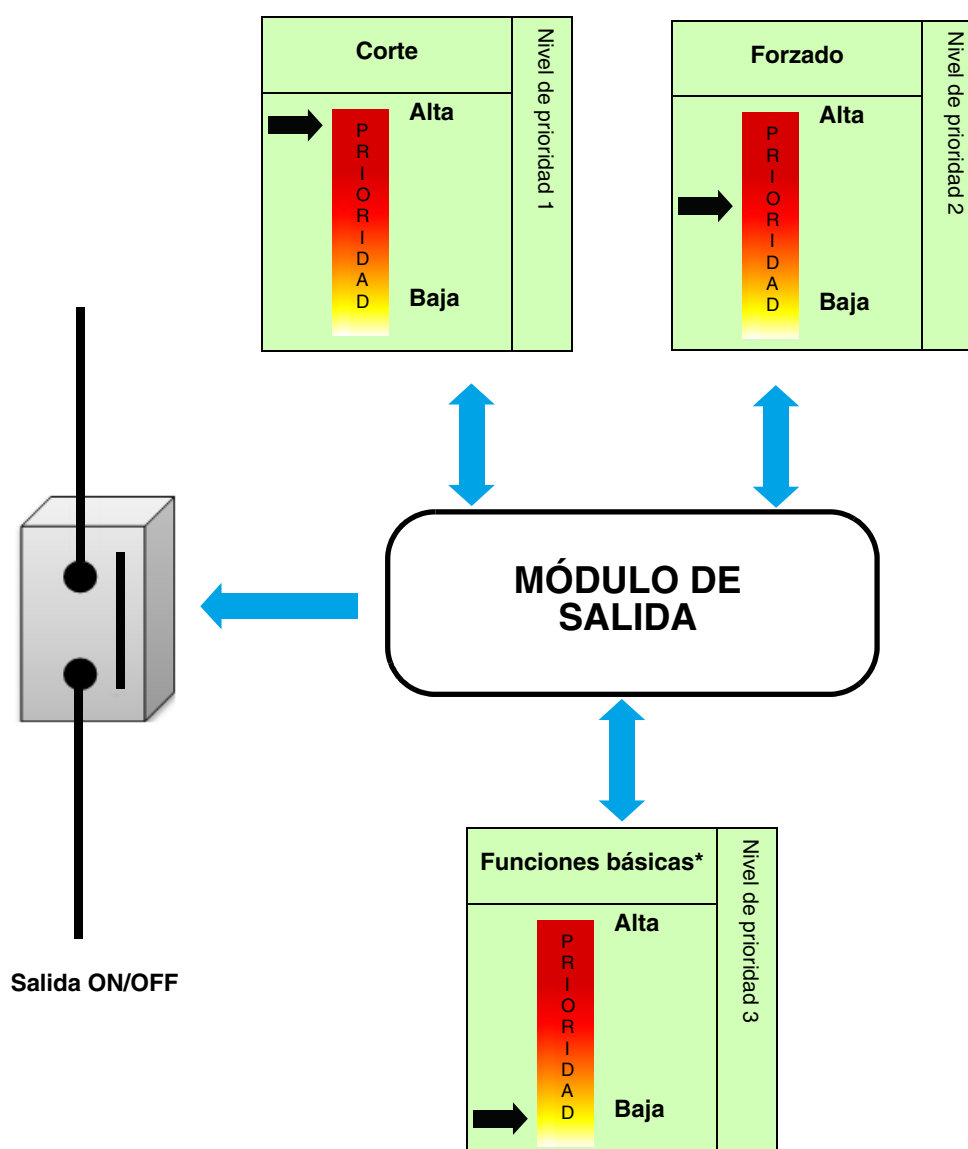 Corte
Nivel de prioridad 1
Alta
PRIORIDAD
Baja
Forzado
Nivel de prioridad 2
Alta
PRIORIDAD
Baja
MÓDULO DE
SALIDA
Salida ON/OFF
Funciones básicas*
Nivel de prioridad 3
Alta
PRIORIDAD
Baja